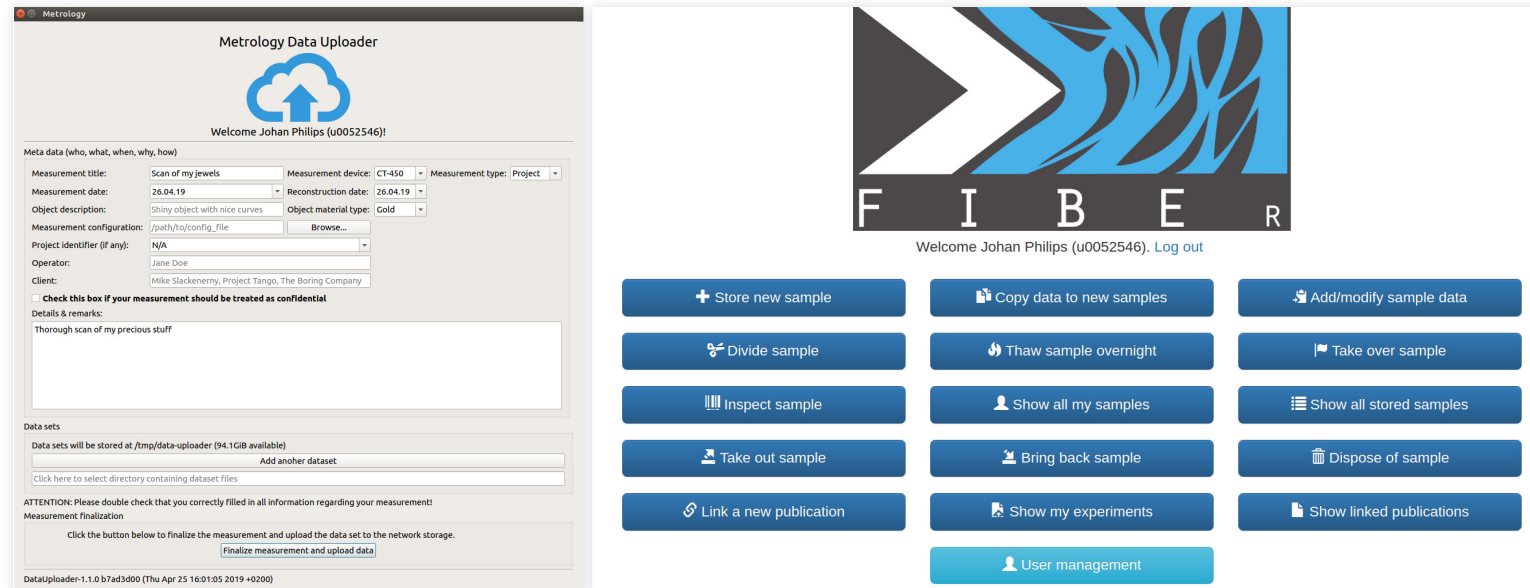 Metrology
Metrology Data Uploader
Welcome Johan Philips (u0052546)!
Meta data (who, what, when, why, how)
Measurement title: Scan of my jewels Measurement device: CT-450 Measurement type: Project
Measurement date: 26.04.19 Reconstruction date: 26.04.19
Object description: Shiny object with nice curves Object material type: Gold
Measurement configuration: /path/to/config_file Browse...
Project identifier (if any): N/A
Operator: Jane Doe
Client: Mike Slackenerny, Project Tango, The Boring Company
Check this box if your measurement should be treated as confidential
Details & remarks:
Thorough scan of my precious stuff
Data sets
Data sets will be stored at /tmp/data-uploader (94.1GiB available)
Add anoher dataset
Click here to select directory containing dataset files
ATTENTION: Please double check that you correctly filled in all information regarding your measurement!
Measurement finalization
Click the button below to finalize the measurement and upload the data set to the network storage.
Finalize measurement and upload data
DataUploader-1.1.0 b7ad3d00 (Thu Apr 25 16:01:05 2019 +0200)
F I B E R
Welcome Johan Philips (u0052546). Log out
Store new sample Copy data to new samples Add/modify sample data
Divide sample Thaw sample overnight Take over sample
Inspect sample Show all my samples Show all stored samples
Take out sample Bring back sample Dispose of sample
Link a new publication Show my experiments Show linked publications
User management